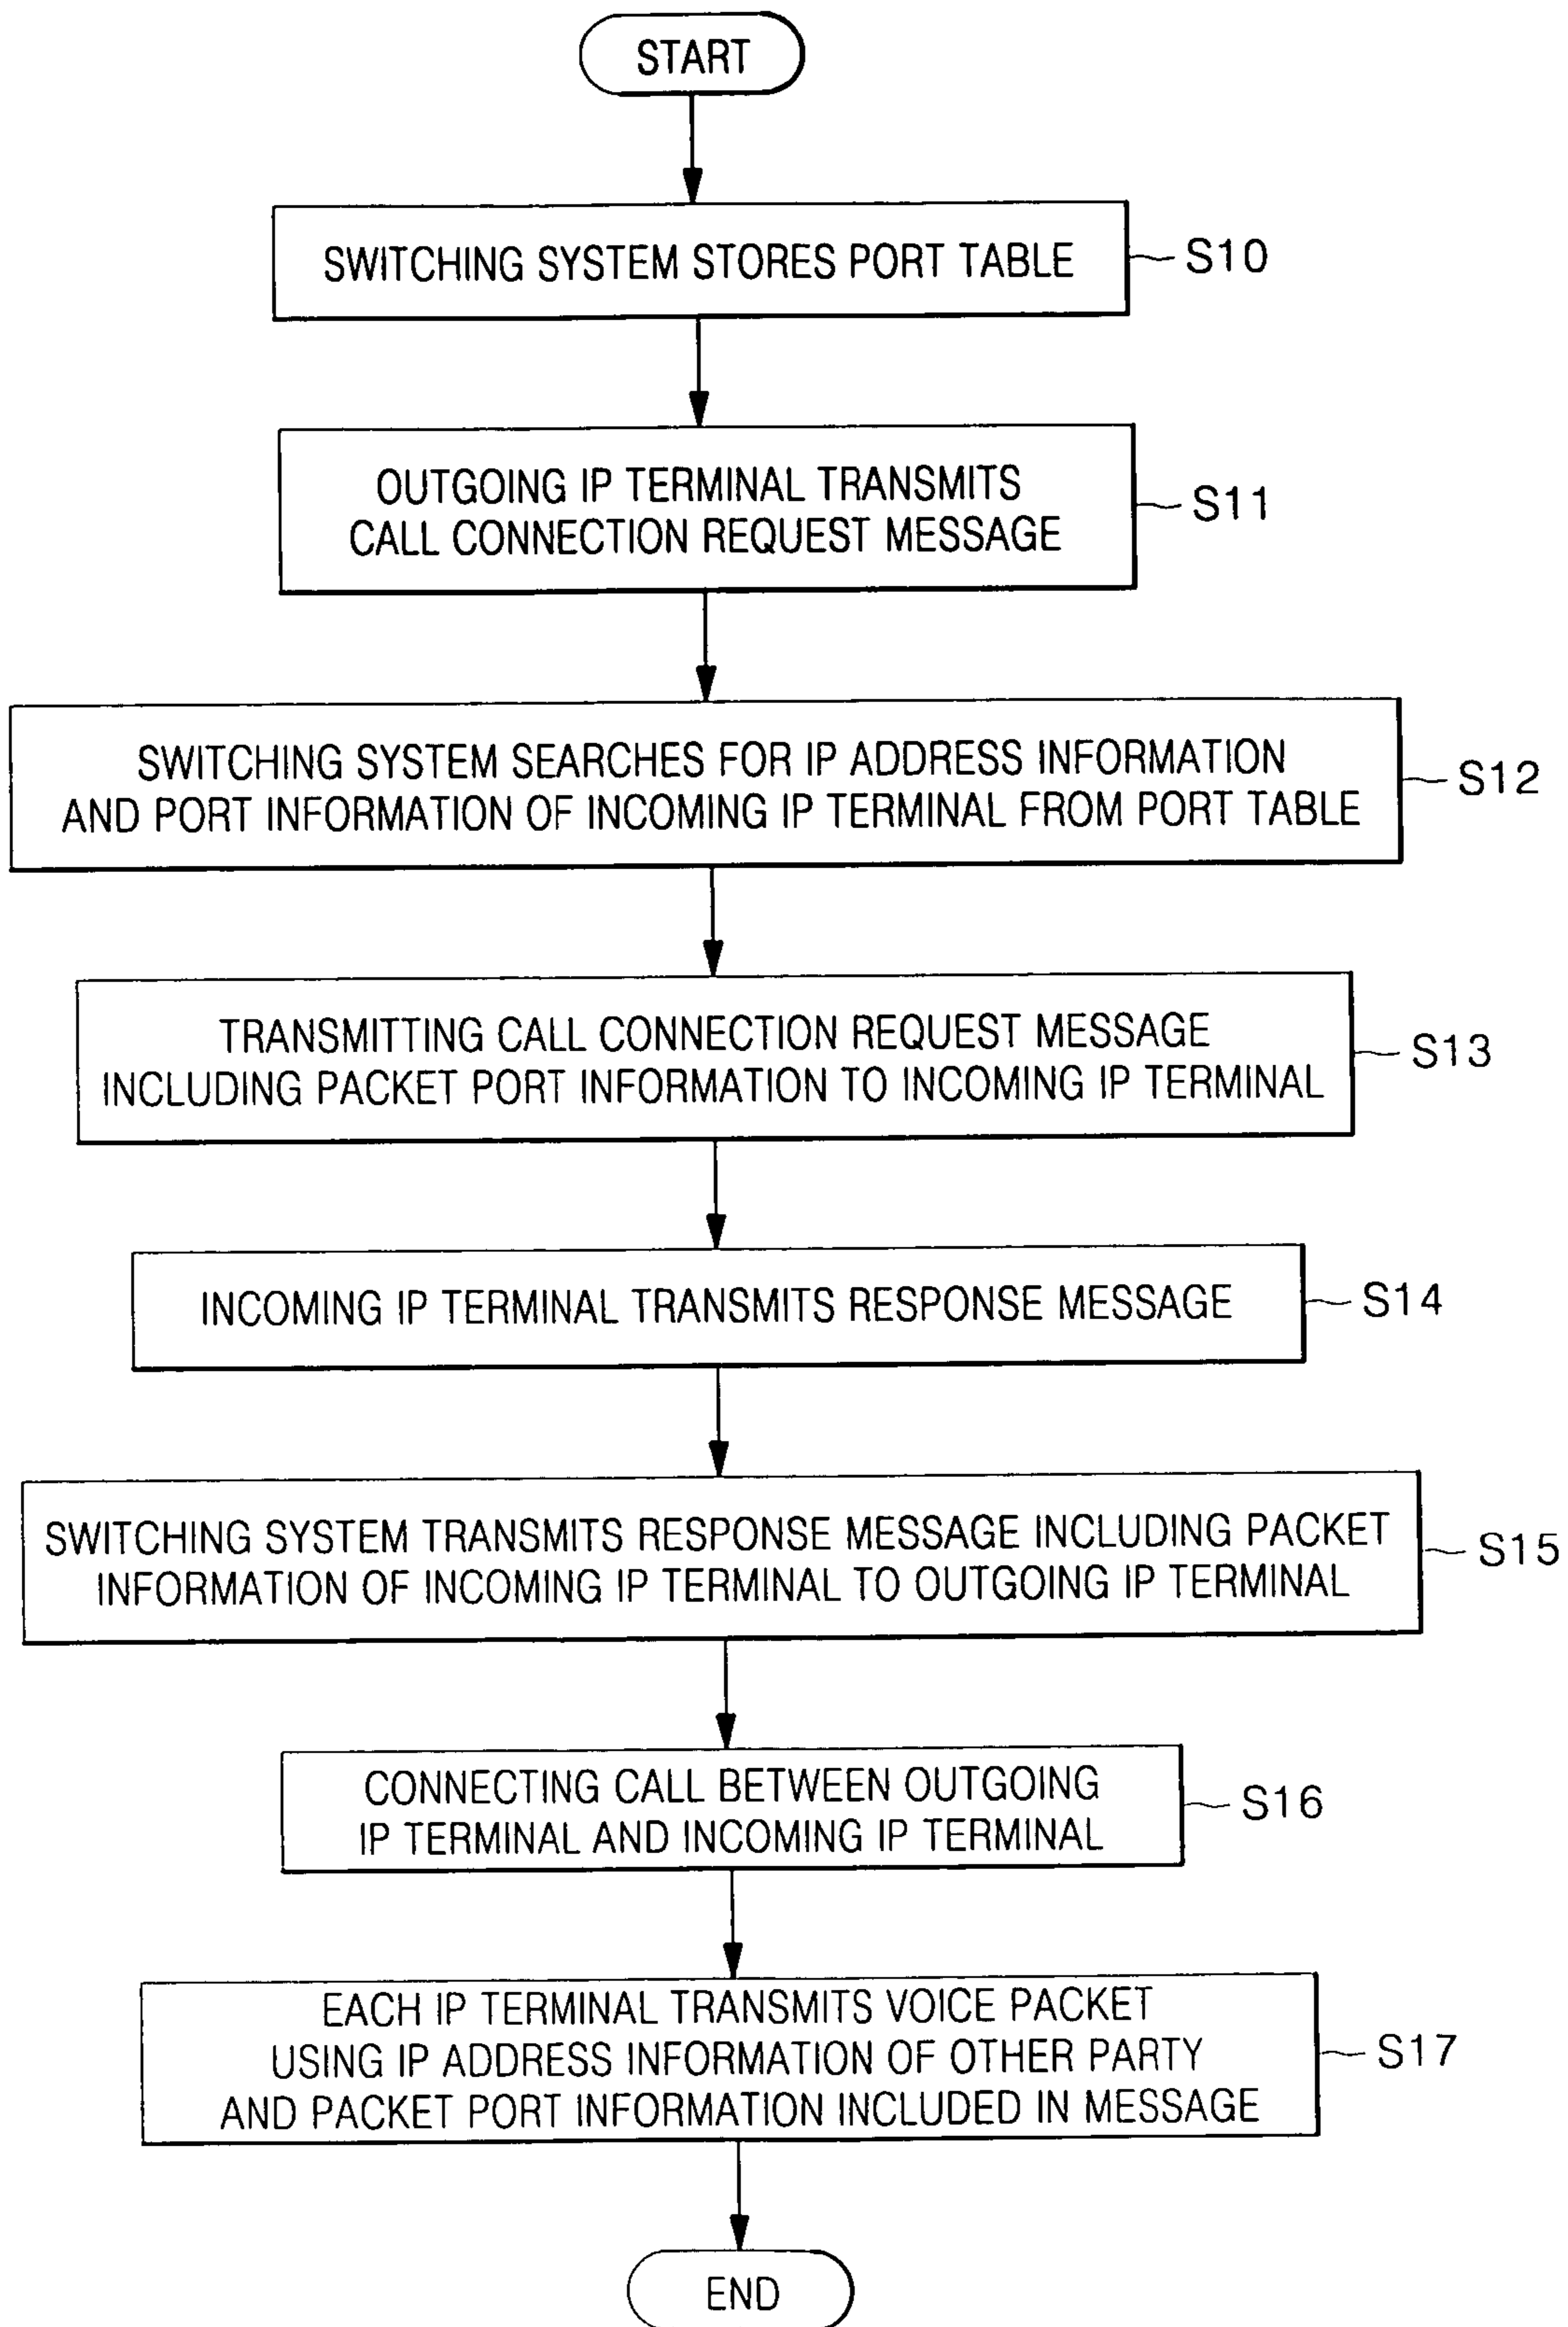 START
SWITCHING SYSTEM STORES PORT TABLE
S10
OUTGOING IP TERMINAL TRANSMITS
CALL CONNECTION REQUEST MESSAGE
S11
SWITCHING SYSTEM SEARCHES FOR IP ADDRESS INFORMATION
AND PORT INFORMATION OF INCOMING IP TERMINAL FROM PORT TABLE
S12
TRANSMITTING CALL CONNECTION REQUEST MESSAGE
INCLUDING PACKET PORT INFORMATION TO INCOMING IP TERMINAL
S13
INCOMING IP TERMINAL TRANSMITS RESPONSE MESSAGE
S14
SWITCHING SYSTEM TRANSMITS RESPONSE MESSAGE INCLUDING PACKET
INFORMATION OF INCOMING IP TERMINAL TO OUTGOING IP TERMINAL
S15
CONNECTING CALL BETWEEN OUTGOING
IP TERMINAL AND INCOMING IP TERMINAL
S16
EACH IP TERMINAL TRANSMITS VOICE PACKET
USING IP ADDRESS INFORMATION OF OTHER PARTY
AND PACKET PORT INFORMATION INCLUDED IN MESSAGE
S17
END